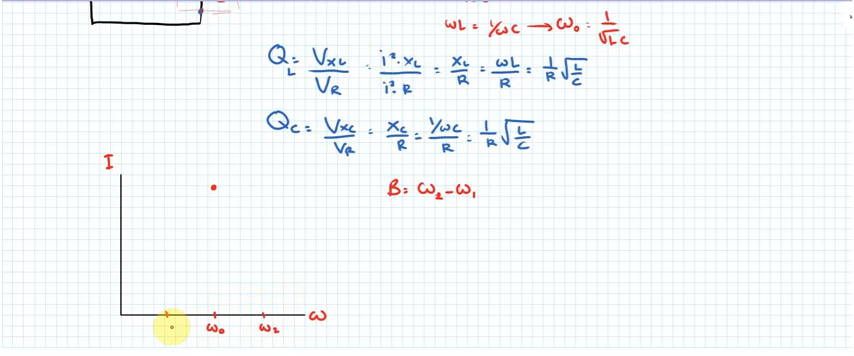 ωL = 1/ωC → ω₀ = 1/√LC
Q_L = V_XL/V_R = i²·X_L/i²·R = X_L/R = ωL/R = 1/R √L/C
Q_C = V_XC/V_R = X_C/R = 1/ωC/R = 1/R √L/C
I
B = ω₂ - ω₁
ω₀ ω₂ ω